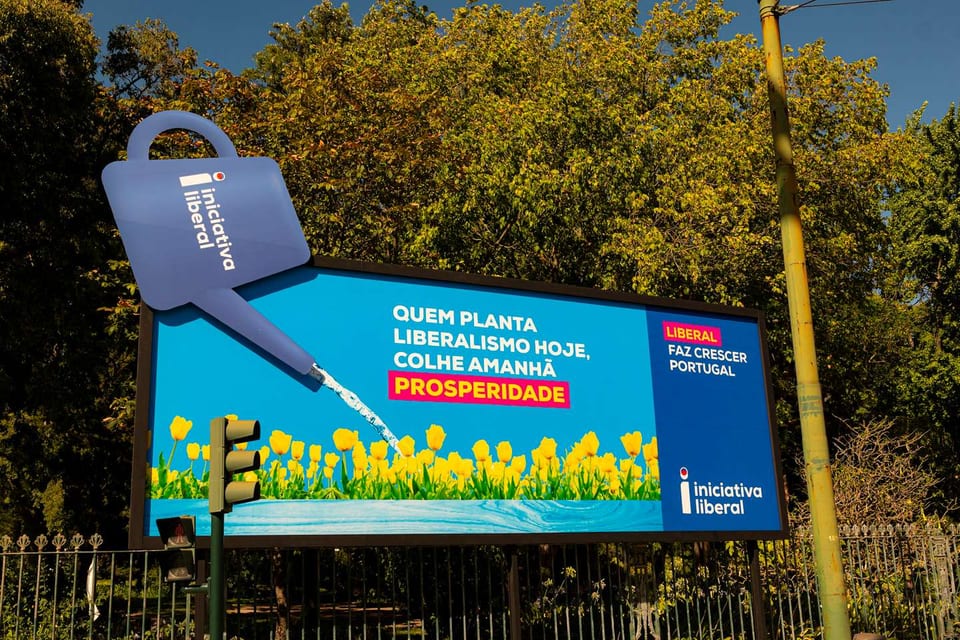 iniciativa
liberal
QUEM PLANTA
LIBERALISMO HOJE,
COLHE AMANHÃ
PROSPERIDADE
LIBERAL
FAZ CRESCER
PORTUGAL
iniciativa
liberal